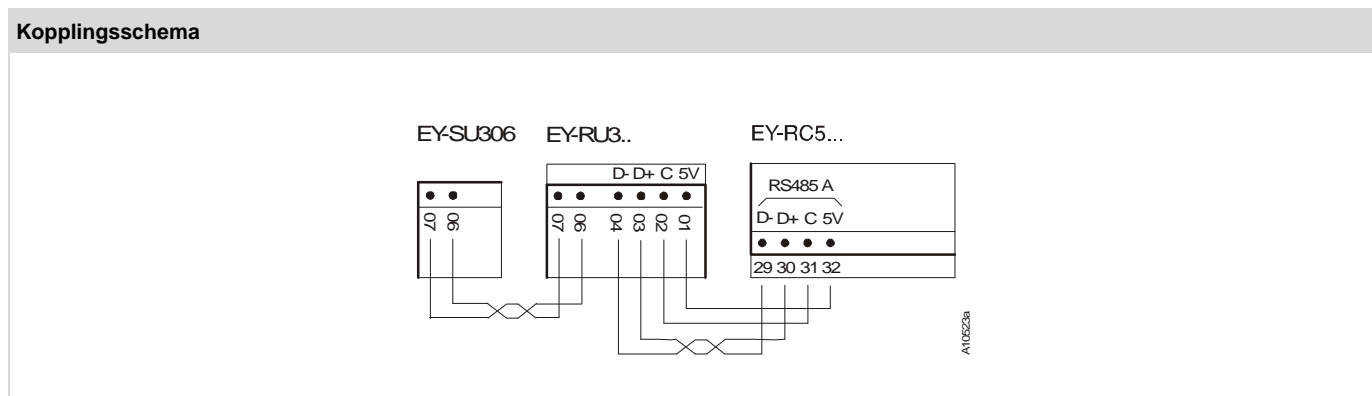 Kopplingsschema
EY-SU306 EY-RU3.. EY-RC5...
D- D+ C 5V
RS485 A
D- D+ C 5V
07 06
07 06 04 03 02 01
29 30 31 32
A10523a